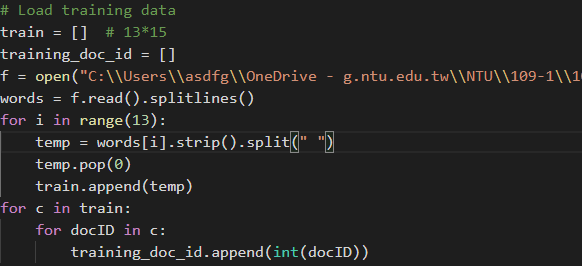 # Load training data
train = []  # 13*15
training_doc_id = []
f = open("C:\\Users\\asdfg\\OneDrive - g.ntu.edu.tw\\NTU\\109-1\\
words = f.read().splitlines()
for i in range(13):
    temp = words[i].strip().split(" ")
    temp.pop(0)
    train.append(temp)
for c in train:
    for docID in c:
        training_doc_id.append(int(docID))